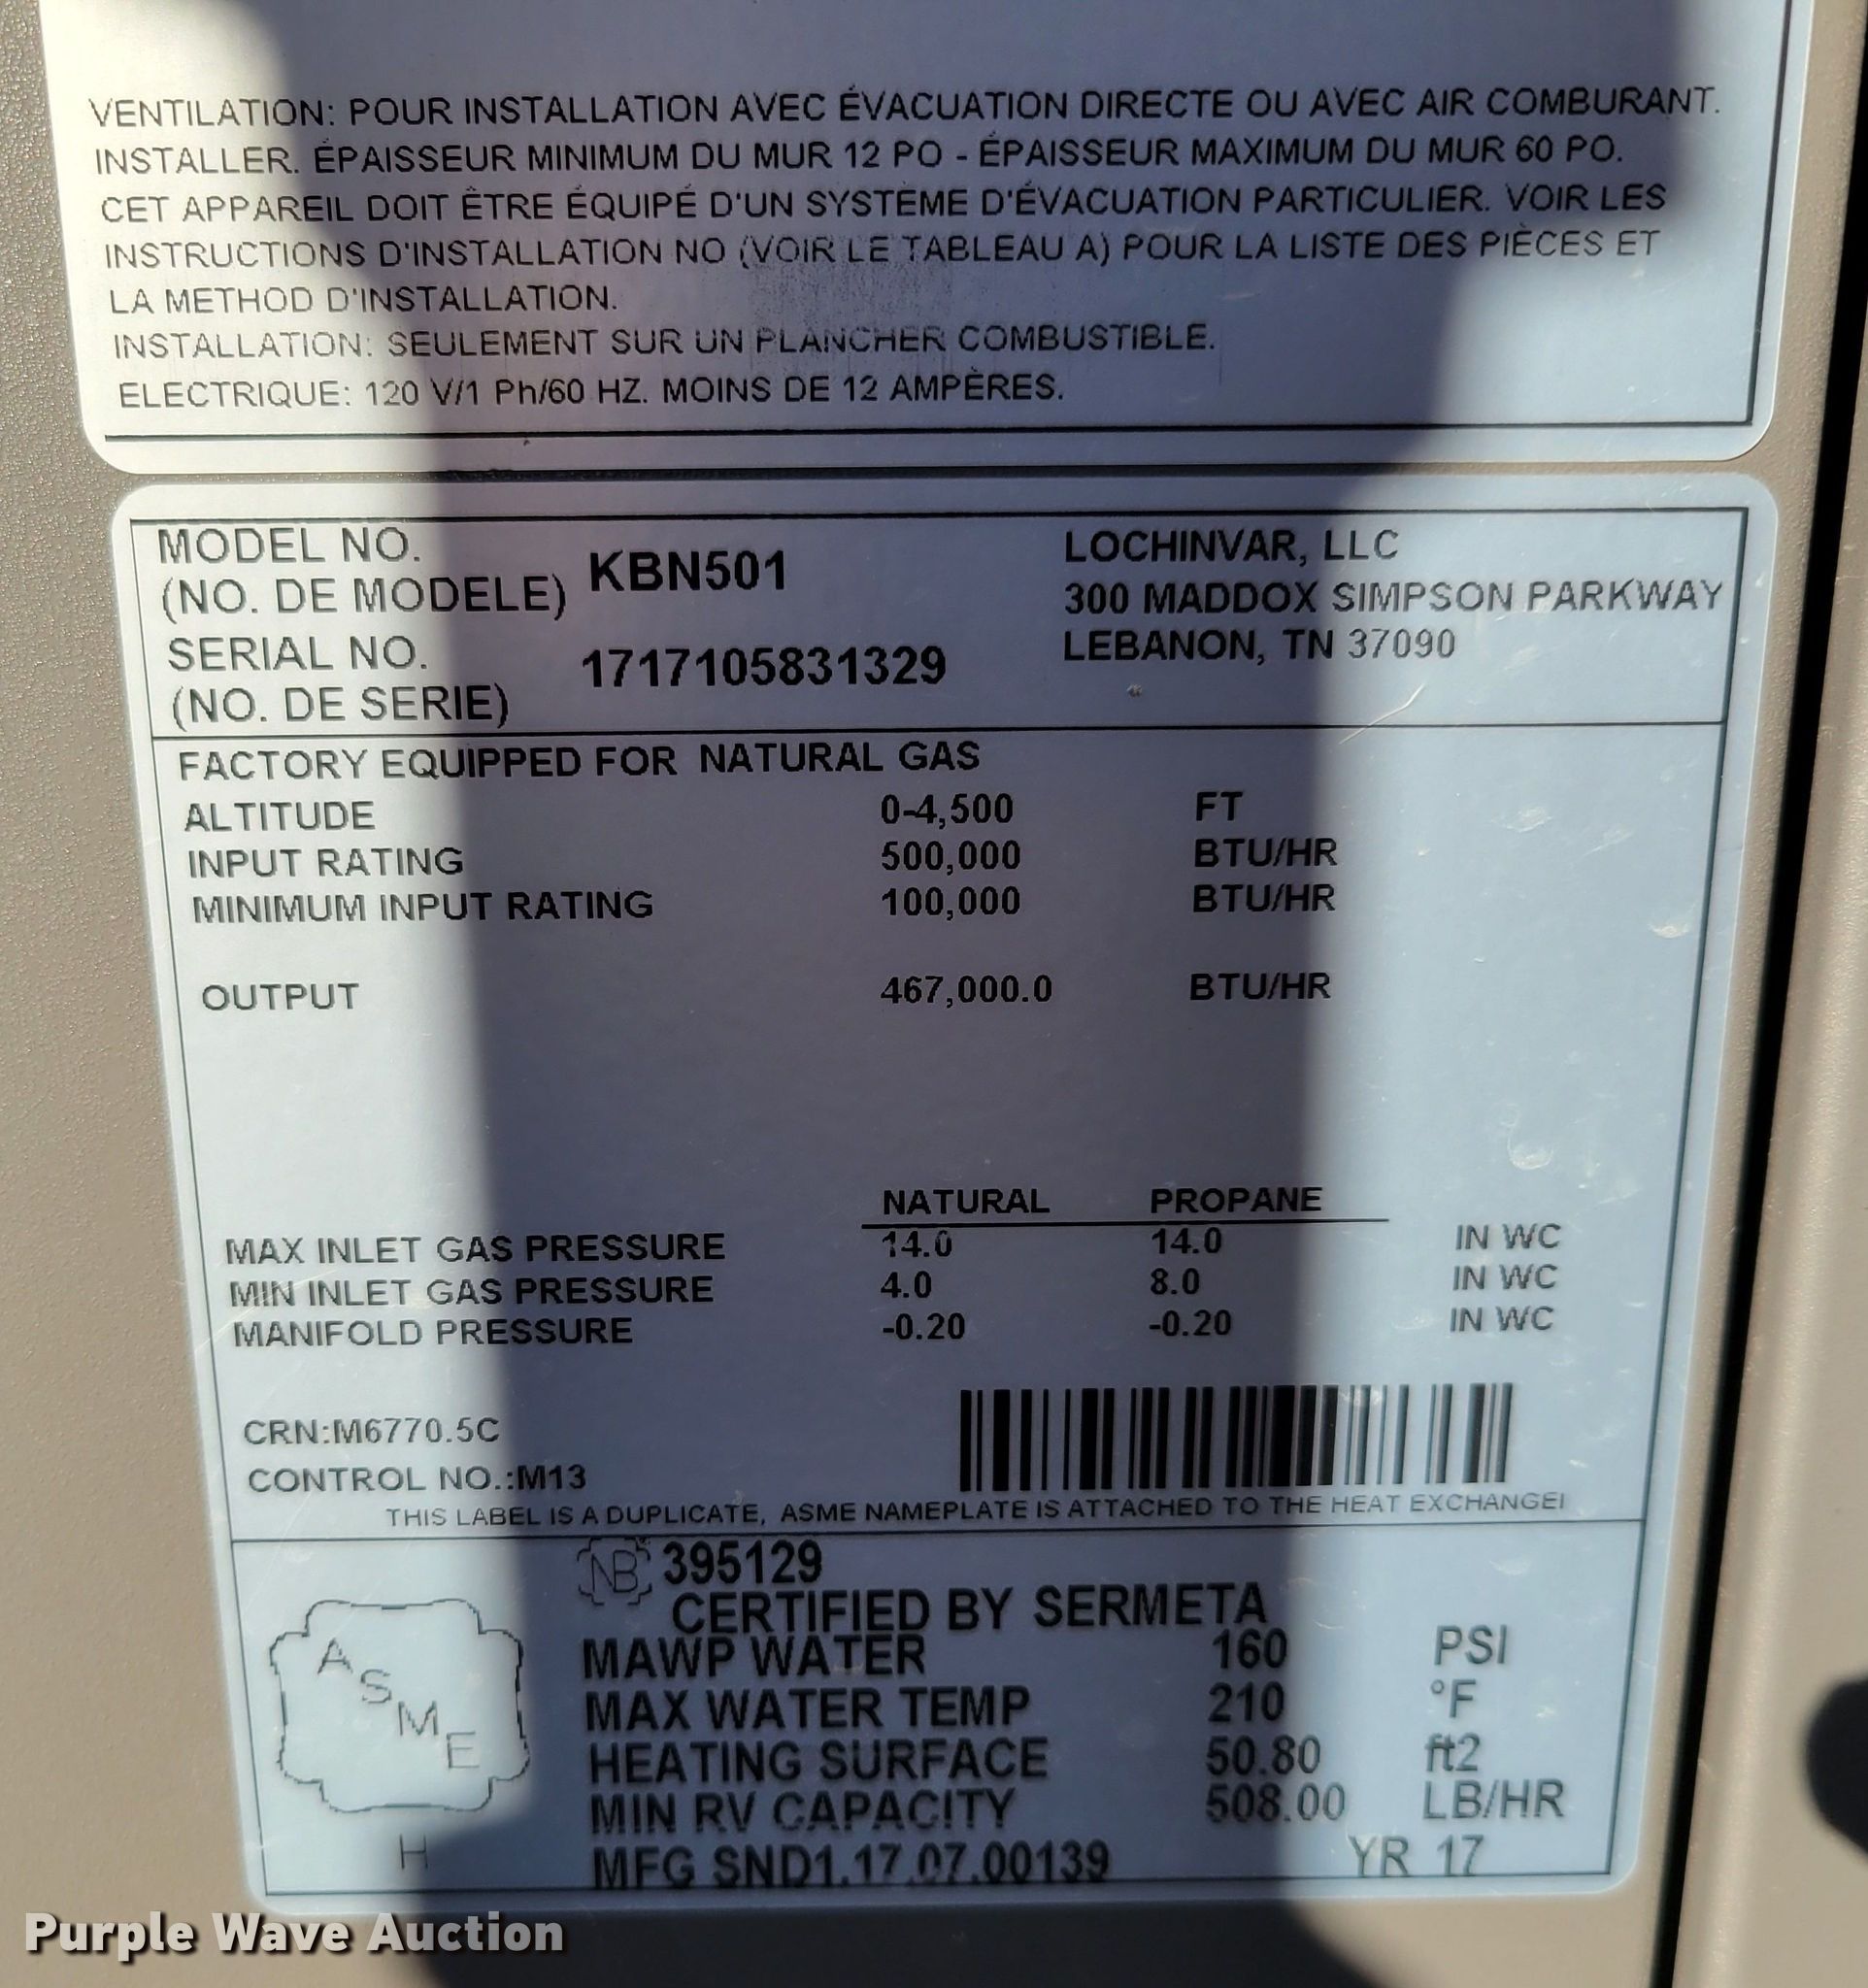 VENTILATION: POUR INSTALLATION AVEC ÉVACUATION DIRECTE OU AVEC AIR COMBURANT.
INSTALLER. ÉPAISSEUR MINIMUM DU MUR 12 PO - ÉPAISSEUR MAXIMUM DU MUR 60 PO.
CET APPAREIL DOIT ÊTRE ÉQUIPÉ D'UN SYSTÈME D'ÉVACUATION PARTICULIER. VOIR LES
INSTRUCTIONS D'INSTALLATION NO (VOIR LE TABLEAU A) POUR LA LISTE DES PIÈCES ET
LA METHOD D'INSTALLATION.
INSTALLATION: SEULEMENT SUR UN PLANCHER COMBUSTIBLE.
ELECTRIQUE: 120 V/1 Ph/60 HZ. MOINS DE 12 AMPÈRES.
MODEL NO.
(NO. DE MODELE) KBN501
SERIAL NO.
(NO. DE SERIE) 1717105831329
LOCHINVAR, LLC
300 MADDOX SIMPSON PARKWAY
LEBANON, TN 37090
FACTORY EQUIPPED FOR NATURAL GAS
ALTITUDE 0-4,500 FT
INPUT RATING 500,000 BTU/HR
MINIMUM INPUT RATING 100,000 BTU/HR
OUTPUT 467,000.0 BTU/HR
NATURAL PROPANE
MAX INLET GAS PRESSURE 14.0 14.0 IN WC
MIN INLET GAS PRESSURE 4.0 8.0 IN WC
MANIFOLD PRESSURE -0.20 -0.20 IN WC
CRN:M6770.5C
CONTROL NO.:M13
THIS LABEL IS A DUPLICATE, ASME NAMEPLATE IS ATTACHED TO THE HEAT EXCHANGEI
NB 395129
CERTIFIED BY SERMETA
MAWP WATER 160 PSI
MAX WATER TEMP 210 °F
HEATING SURFACE 50.80 ft2
MIN RV CAPACITY 508.00 LB/HR
MFG SND1.17.07.00139 YR 17
ASME
H
Purple Wave Auction